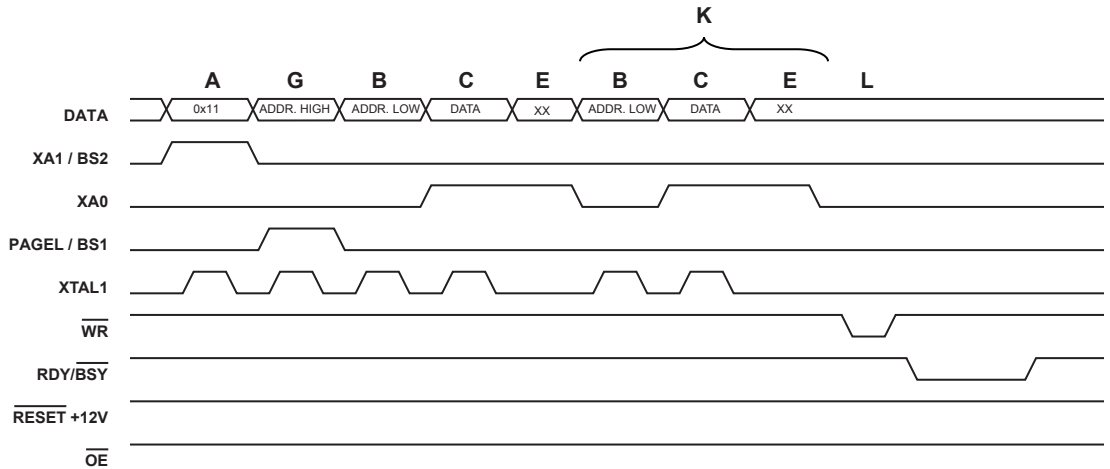 K
A G B C E B C E L
DATA 0x11 ADDR. HIGH ADDR. LOW DATA XX ADDR. LOW DATA XX
XA1 / BS2
XA0
PAGEL / BS1
XTAL1
WR
RDY/BSY
RESET +12V
OE